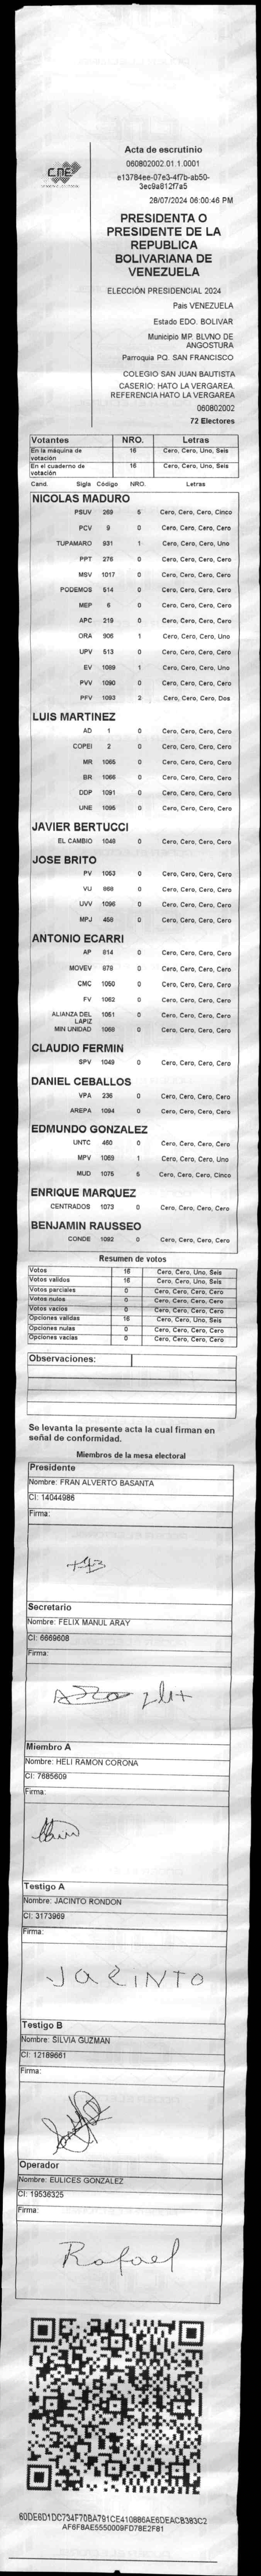 CNE
Acta de escrutinio
060802002.01.1.0001
e13784ee-07e3-4f7b-ab50-
3ec9a812f7a5
28/07/2024 06:00:46 PM
PRESIDENTA O
PRESIDENTE DE LA
REPUBLICA
BOLIVARIANA DE
VENEZUELA
ELECCIÓN PRESIDENCIAL 2024
Pais VENEZUELA
Estado EDO. BOLIVAR
Municipio MP. BLVNO DE
ANGOSTURA
Parroquia PQ. SAN FRANCISCO
COLEGIO SAN JUAN BAUTISTA
CASERIO: HATO LA VERGAREA.
REFERENCIA HATO LA VERGAREA
060802002
72 Electores
Votantes NRO. Letras
En la máquina de votación 16 Cero, Cero, Uno, Seis
En el cuaderno de votación 16 Cero, Cero, Uno, Seis
Cand. Sigla Código NRO. Letras
NICOLAS MADURO
PSUV 269 5 Cero, Cero, Cero, Cinco
PCV 9 0 Cero, Cero, Cero, Cero
TUPAMARO 931 1 Cero, Cero, Cero, Uno
PPT 276 0 Cero, Cero, Cero, Cero
MSV 1017 0 Cero, Cero, Cero, Cero
PODEMOS 514 0 Cero, Cero, Cero, Cero
MEP 6 0 Cero, Cero, Cero, Cero
APC 219 0 Cero, Cero, Cero, Cero
ORA 906 1 Cero, Cero, Cero, Uno
UPV 513 0 Cero, Cero, Cero, Cero
EV 1089 1 Cero, Cero, Cero, Uno
PVV 1090 0 Cero, Cero, Cero, Cero
PFV 1093 2 Cero, Cero, Cero, Dos
LUIS MARTINEZ
AD 1 0 Cero, Cero, Cero, Cero
COPEI 2 0 Cero, Cero, Cero, Cero
MR 1065 0 Cero, Cero, Cero, Cero
BR 1066 0 Cero, Cero, Cero, Cero
DDP 1091 0 Cero, Cero, Cero, Cero
UNE 1095 0 Cero, Cero, Cero, Cero
JAVIER BERTUCCI
EL CAMBIO 1048 0 Cero, Cero, Cero, Cero
JOSE BRITO
PV 1053 0 Cero, Cero, Cero, Cero
VU 868 0 Cero, Cero, Cero, Cero
UVV 1096 0 Cero, Cero, Cero, Cero
MPJ 458 0 Cero, Cero, Cero, Cero
ANTONIO ECARRI
AP 814 0 Cero, Cero, Cero, Cero
MOVEV 878 0 Cero, Cero, Cero, Cero
CMC 1050 0 Cero, Cero, Cero, Cero
FV 1062 0 Cero, Cero, Cero, Cero
ALIANZA DEL LAPIZ 1051 0 Cero, Cero, Cero, Cero
MIN UNIDAD 1068 0 Cero, Cero, Cero, Cero
CLAUDIO FERMIN
SPV 1049 0 Cero, Cero, Cero, Cero
DANIEL CEBALLOS
VPA 236 0 Cero, Cero, Cero, Cero
AREPA 1094 0 Cero, Cero, Cero, Cero
EDMUNDO GONZALEZ
UNTC 450 0 Cero, Cero, Cero, Cero
MPV 1069 1 Cero, Cero, Cero, Uno
MUD 1075 5 Cero, Cero, Cero, Cinco
ENRIQUE MARQUEZ
CENTRADOS 1073 0 Cero, Cero, Cero, Cero
BENJAMIN RAUSSEO
CONDE 1092 0 Cero, Cero, Cero, Cero
Resumen de votos
Votos 16 Cero, Cero, Uno, Seis
Votos validos 16 Cero, Cero, Uno, Seis
Votos parciales 0 Cero, Cero, Cero, Cero
Votos nulos 0 Cero, Cero, Cero, Cero
Votos vacios 0 Cero, Cero, Cero, Cero
Opciones validas 16 Cero, Cero, Uno, Seis
Opciones nulas 0 Cero, Cero, Cero, Cero
Opciones vacias 0 Cero, Cero, Cero, Cero
Observaciones:
Se levanta la presente acta la cual firman en
señal de conformidad.
Miembros de la mesa electoral
Presidente
Nombre: FRAN ALVERTO BASANTA
CI: 14044986
Firma:
Secretario
Nombre: FELIX MANUL ARAY
CI: 6669608
Firma:
Miembro A
Nombre: HELI RAMON CORONA
CI: 7685609
Firma:
Testigo A
Nombre: JACINTO RONDON
CI: 3173969
Firma:
JACINTO
Testigo B
Nombre: SILVIA GUZMAN
CI: 12189661
Firma:
Operador
Nombre: EULICES GONZALEZ
CI: 19536325
Firma:
Rafael
60DE6D1DC734F70BA791CE410886AE6DEACB383C2
AF6F8AE5550009FD78E2F81